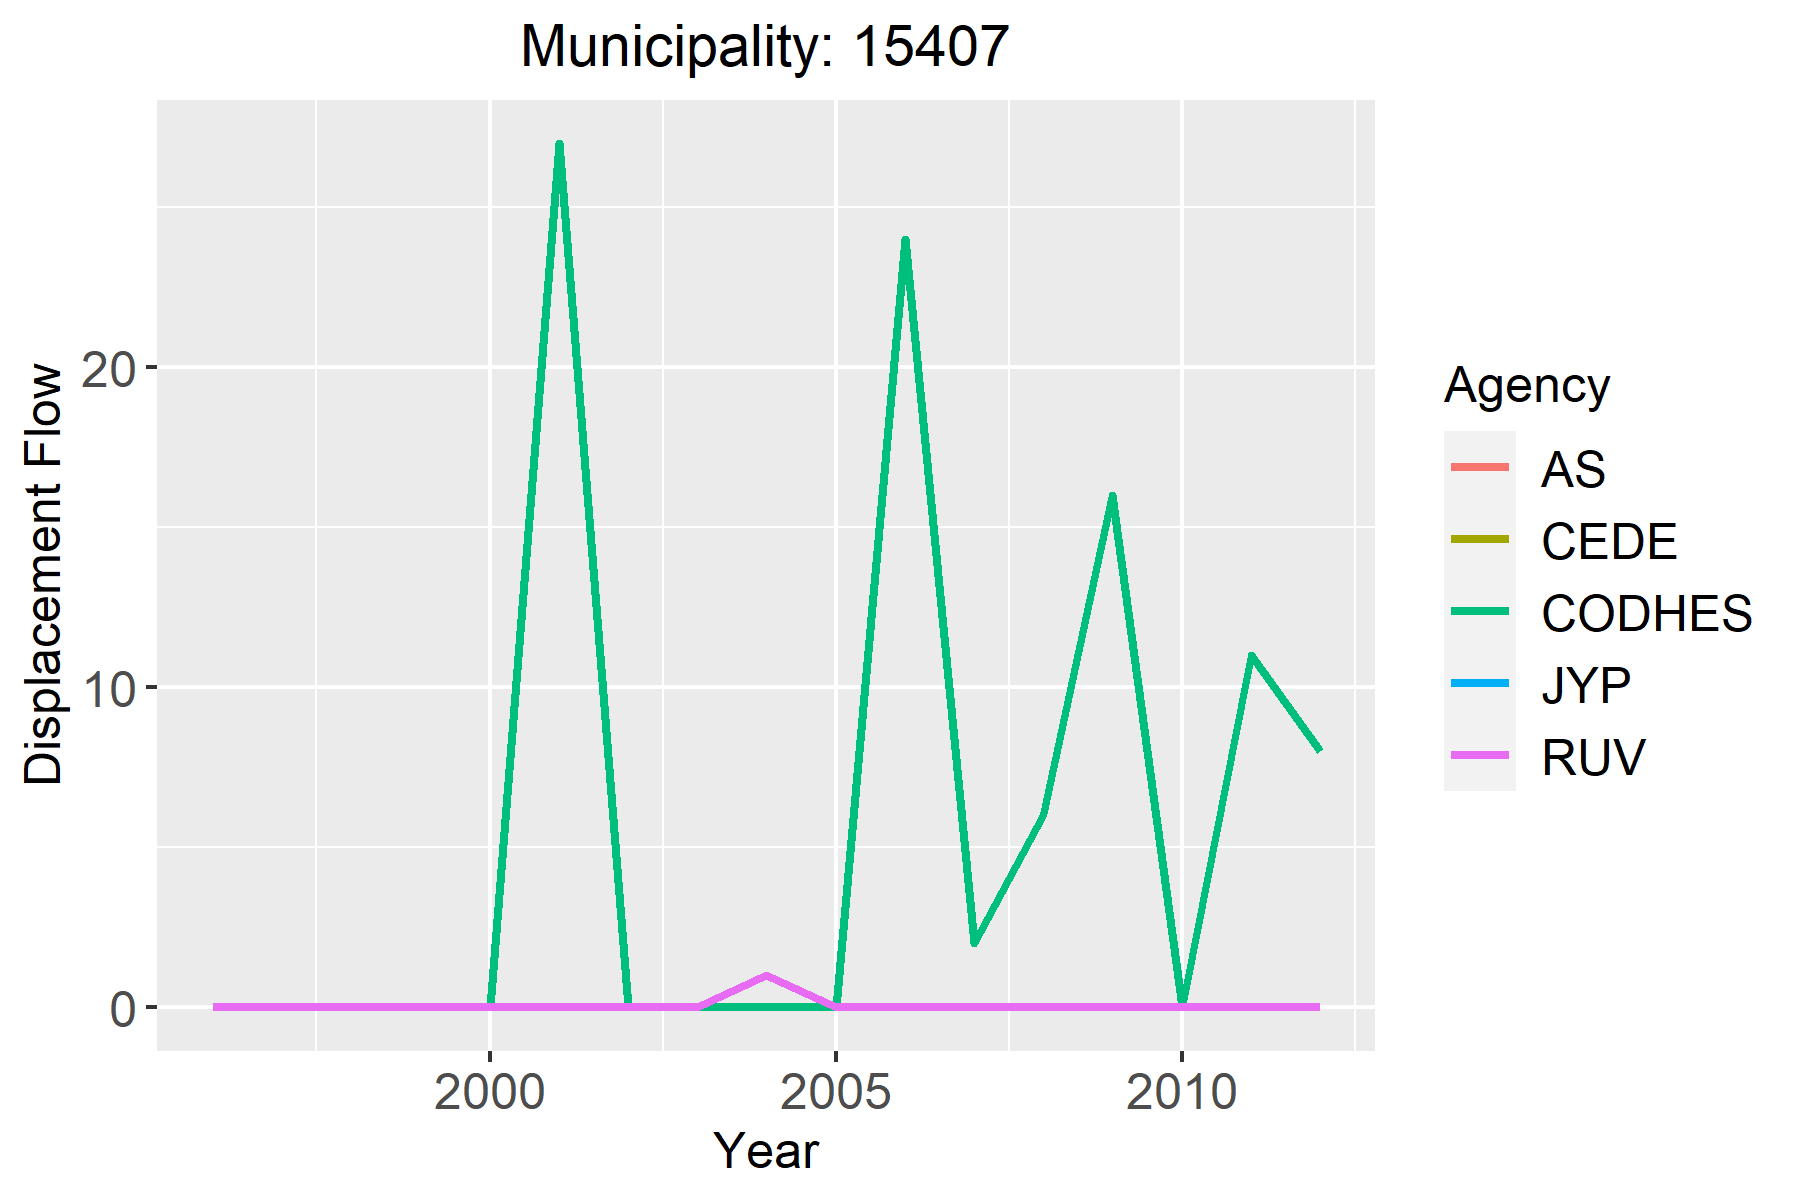 Municipality: 15407
Displacement Flow
20
10
0
2000
2005
2010
Year
Agency
AS
CEDE
CODHES
JYP
RUV